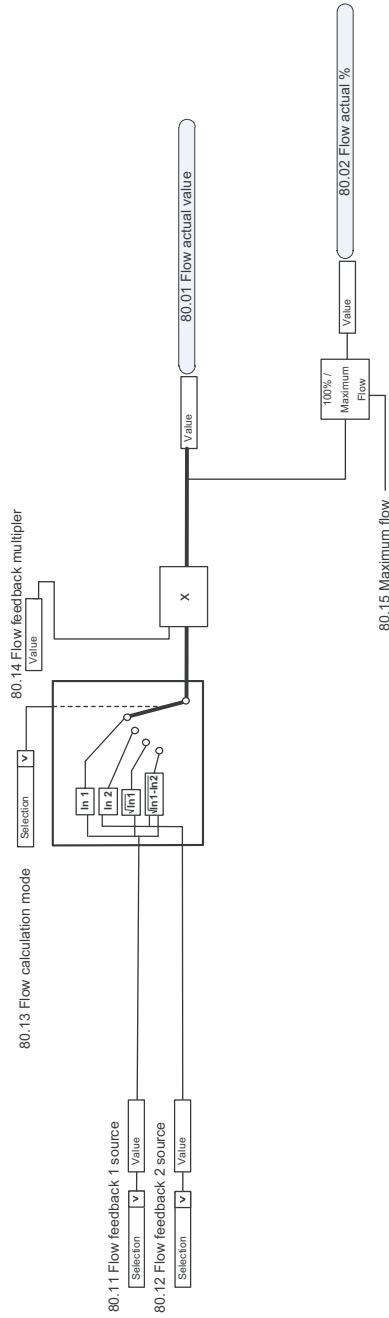 80.11 Flow feedback 1 source
Selection
v
Value
80.12 Flow feedback 2 source
Selection
v
Value
80.13 Flow calculation mode
Selection
v
In 1
In 2
√In1
√In1-In2
80.14 Flow feedback multipler
Value
X
Value
80.01 Flow actual value
100% /
Maximum
Flow
Value
80.02 Flow actual %
80.15 Maximum flow